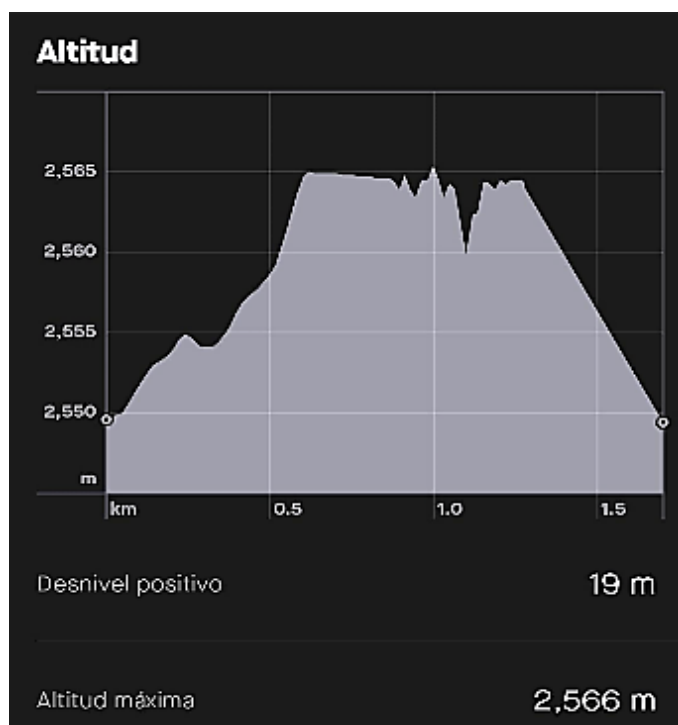 Altitud
2,565
2,560
2,555
2,550
m
km 0.5 1.0 1.5
Desnivel positivo 19 m
Altitud máxima 2,566 m